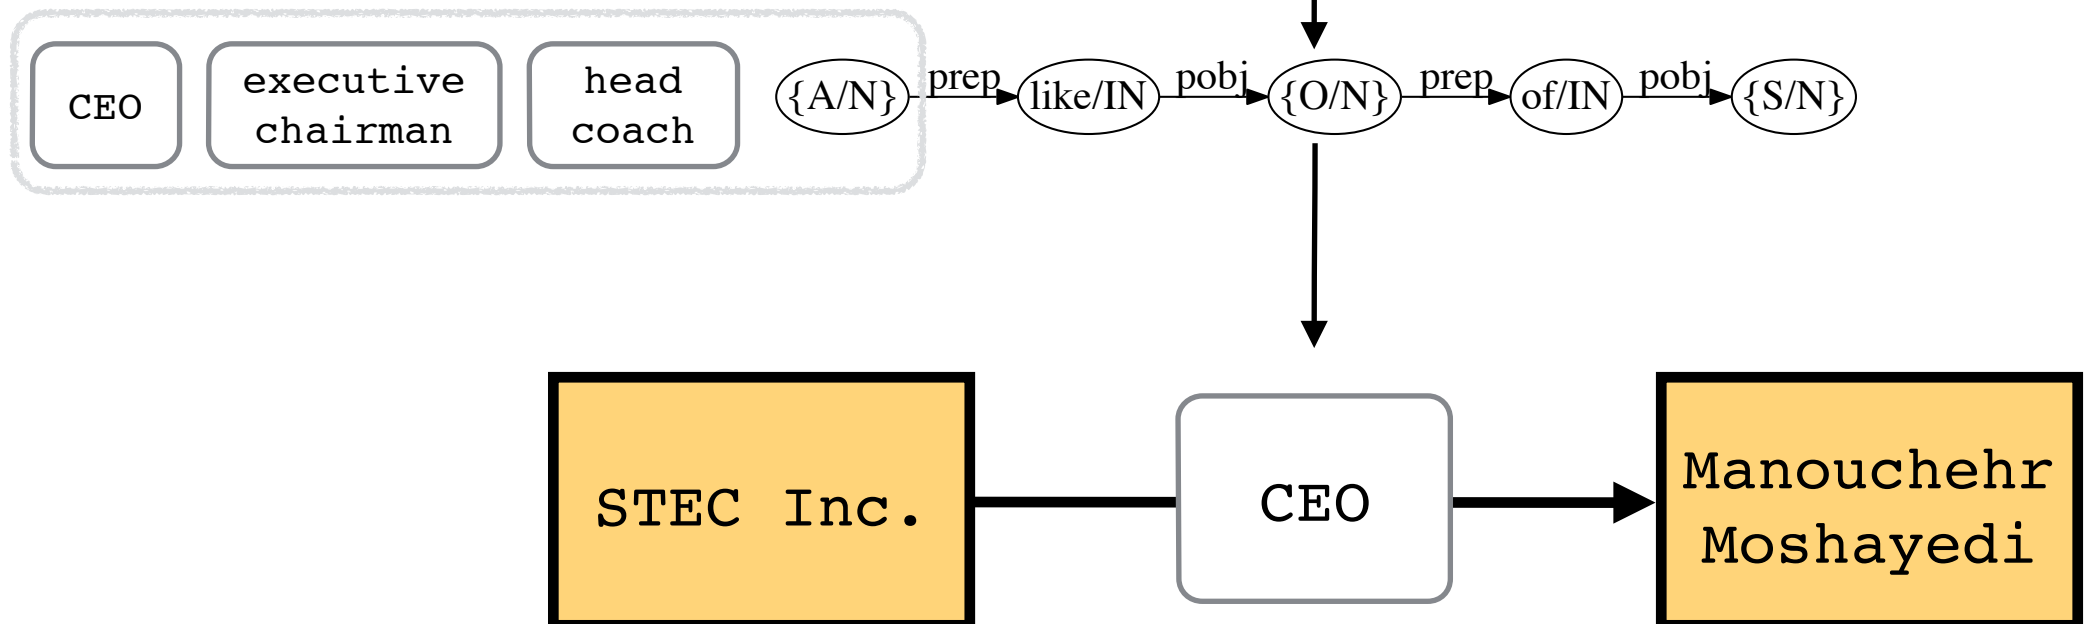 CEO
executive
chairman
head
coach
{A/N} prep like/IN pobj {O/N} prep of/IN pobj {S/N}
STEC Inc.
CEO
Manouchehr
Moshayedi